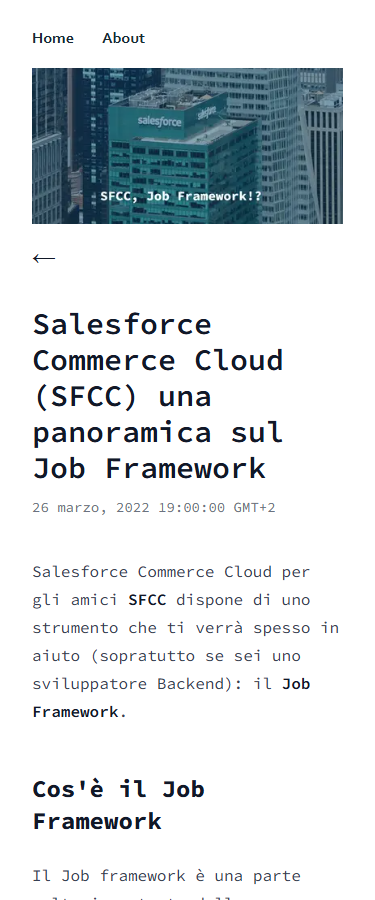 Home About
salesforce
SFCC, Job Framework!?
←
Salesforce
Commerce Cloud
(SFCC) una
panoramica sul
Job Framework
26 marzo, 2022 19:00:00 GMT+2
Salesforce Commerce Cloud per
gli amici SFCC dispone di uno
strumento che ti verrà spesso in
aiuto (sopratutto se sei uno
sviluppatore Backend): il Job
Framework.
Cos'è il Job
Framework
Il Job framework è una parte